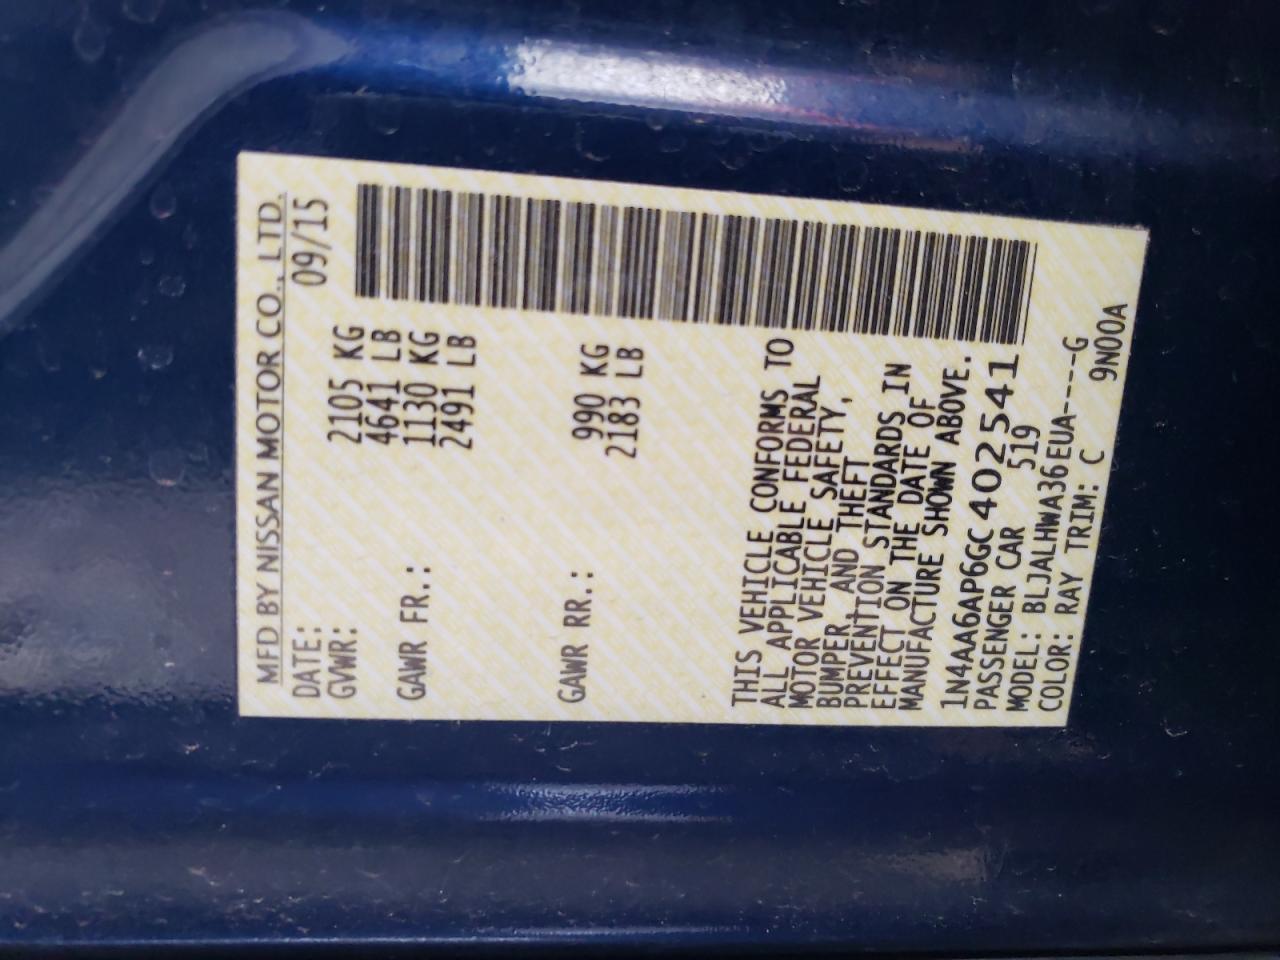 MFD BY NISSAN MOTOR CO., LTD.
DATE: 09/15
GVWR: 2105 KG
4641 LB
GAWR FR.: 1130 KG
2491 LB
GAWR RR.: 990 KG
2183 LB
THIS VEHICLE CONFORMS TO
ALL APPLICABLE FEDERAL
MOTOR VEHICLE SAFETY,
BUMPER, AND THEFT
PREVENTION STANDARDS IN
EFFECT ON THE DATE OF
MANUFACTURE SHOWN ABOVE.
1N4AA6AP6GC402541
PASSENGER CAR 519
MODEL: BLJALHWA36EUA----G
COLOR: RAY TRIM: C 9N00A